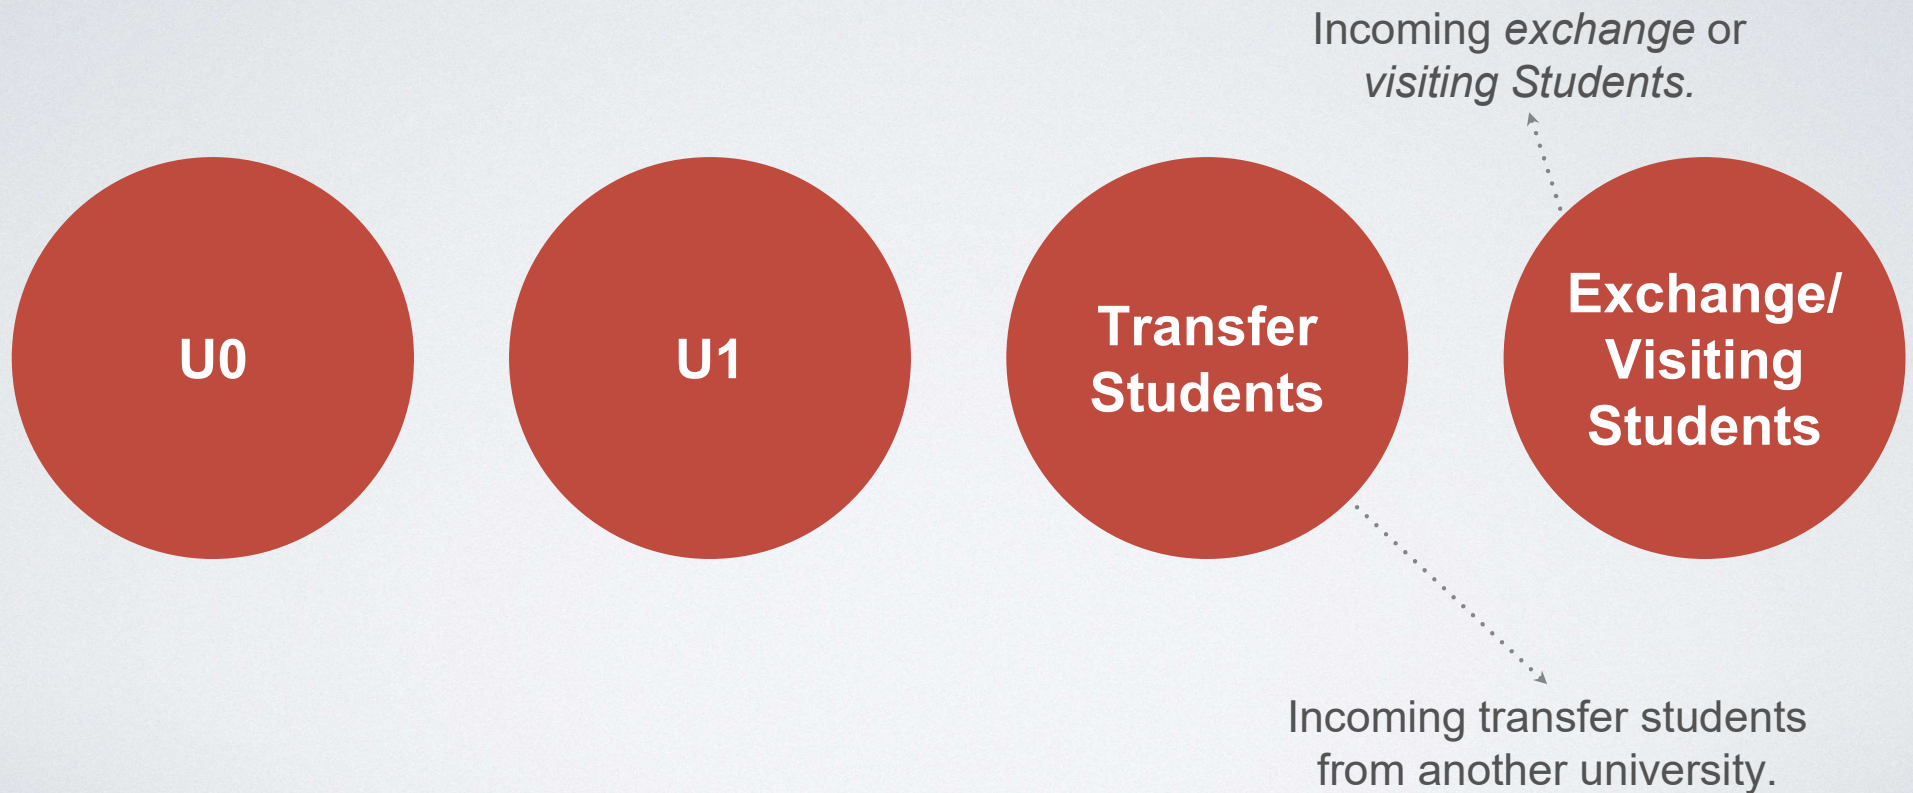 Incoming exchange or
visiting Students.
U0
U1
Transfer
Students
Exchange/
Visiting
Students
Incoming transfer students
from another university.